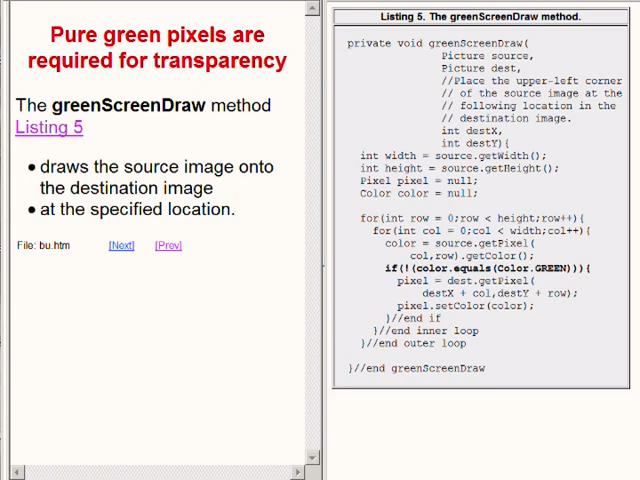 Pure green pixels are
required for transparency
The greenScreenDraw method
Listing 5
• draws the source image onto
the destination image
• at the specified location.
File: bu.htm [Next] [Prev]
Listing 5. The greenScreenDraw method.
private void greenScreenDraw(
Picture source,
Picture dest,
//Place the upper-left corner
// of the source image at the
// following location in the
// destination image.
int destX,
int destY){
int width = source.getWidth();
int height = source.getHeight();
Pixel pixel = null;
Color color = null;
for(int row = 0;row < height;row++){
for(int col = 0;col < width;col++){
color = source.getPixel(
col,row).getColor();
if(!(color.equals(Color.GREEN))){
pixel = dest.getPixel(
destX + col,destY + row);
pixel.setColor(color);
}//end if
}//end inner loop
}//end outer loop
}//end greenScreenDraw